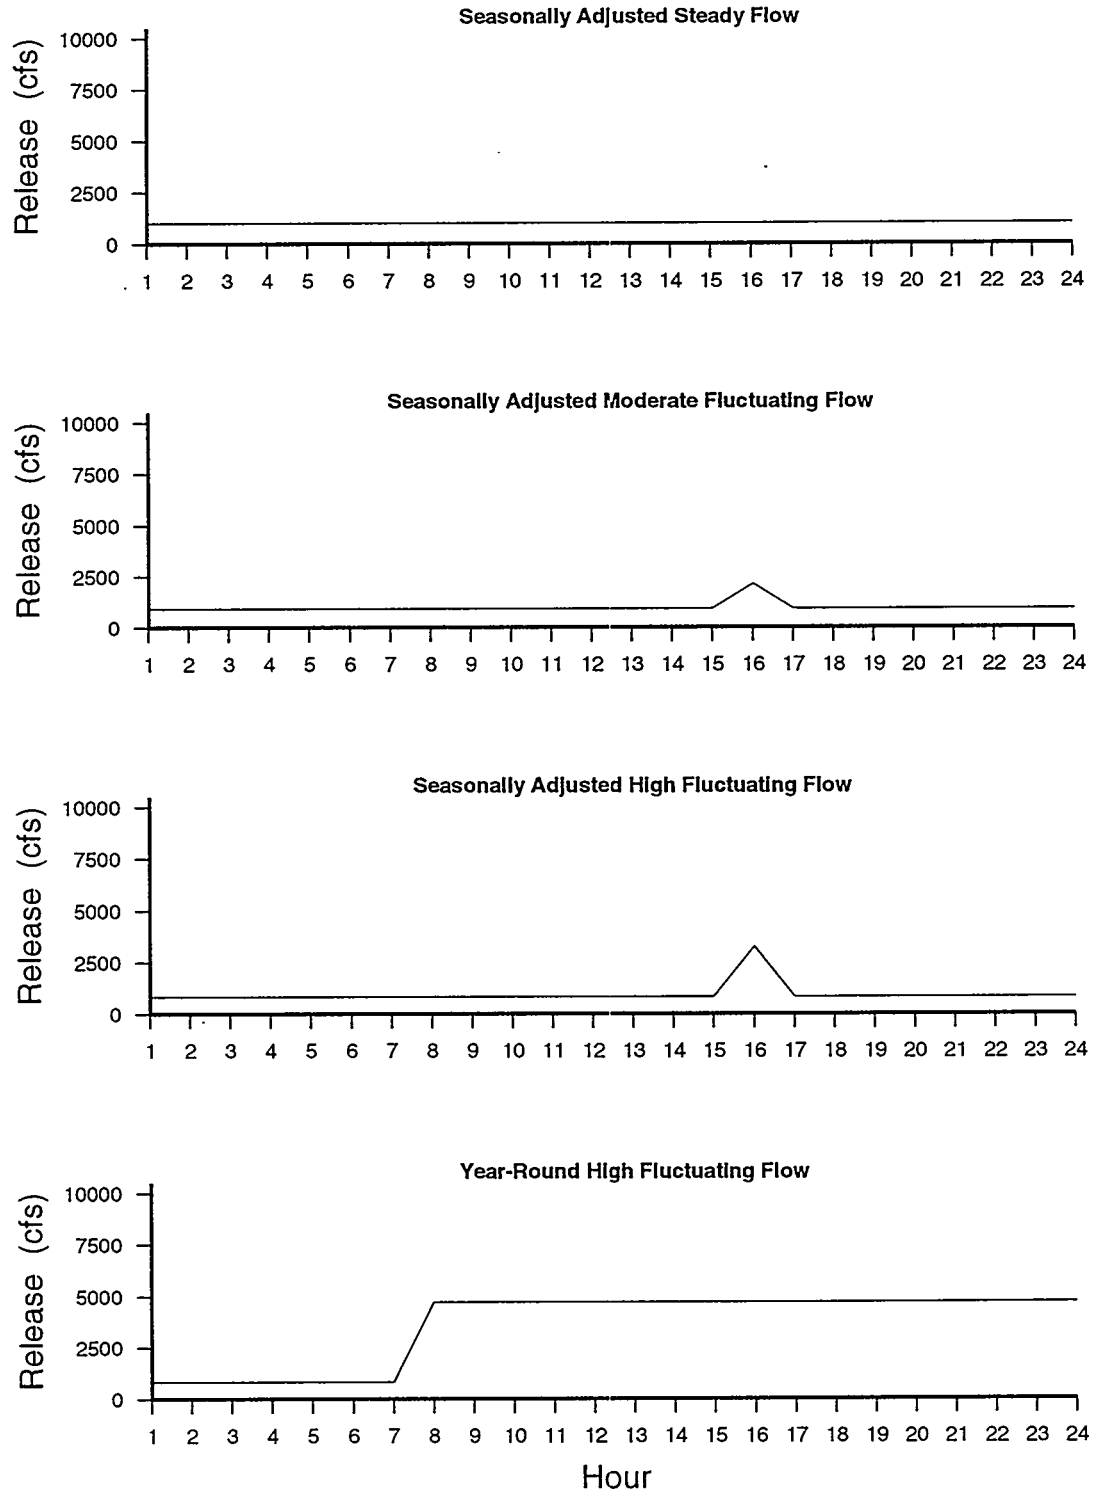 Seasonally Adjusted Steady Flow
Release (cfs)
10000
7500
5000
2500
0
1 2 3 4 5 6 7 8 9 10 11 12 13 14 15 16 17 18 19 20 21 22 23 24
Seasonally Adjusted Moderate Fluctuating Flow
Release (cfs)
10000
7500
5000
2500
0
1 2 3 4 5 6 7 8 9 10 11 12 13 14 15 16 17 18 19 20 21 22 23 24
Seasonally Adjusted High Fluctuating Flow
Release (cfs)
10000
7500
5000
2500
0
1 2 3 4 5 6 7 8 9 10 11 12 13 14 15 16 17 18 19 20 21 22 23 24
Year-Round High Fluctuating Flow
Release (cfs)
10000
7500
5000
2500
0
1 2 3 4 5 6 7 8 9 10 11 12 13 14 15 16 17 18 19 20 21 22 23 24
Hour